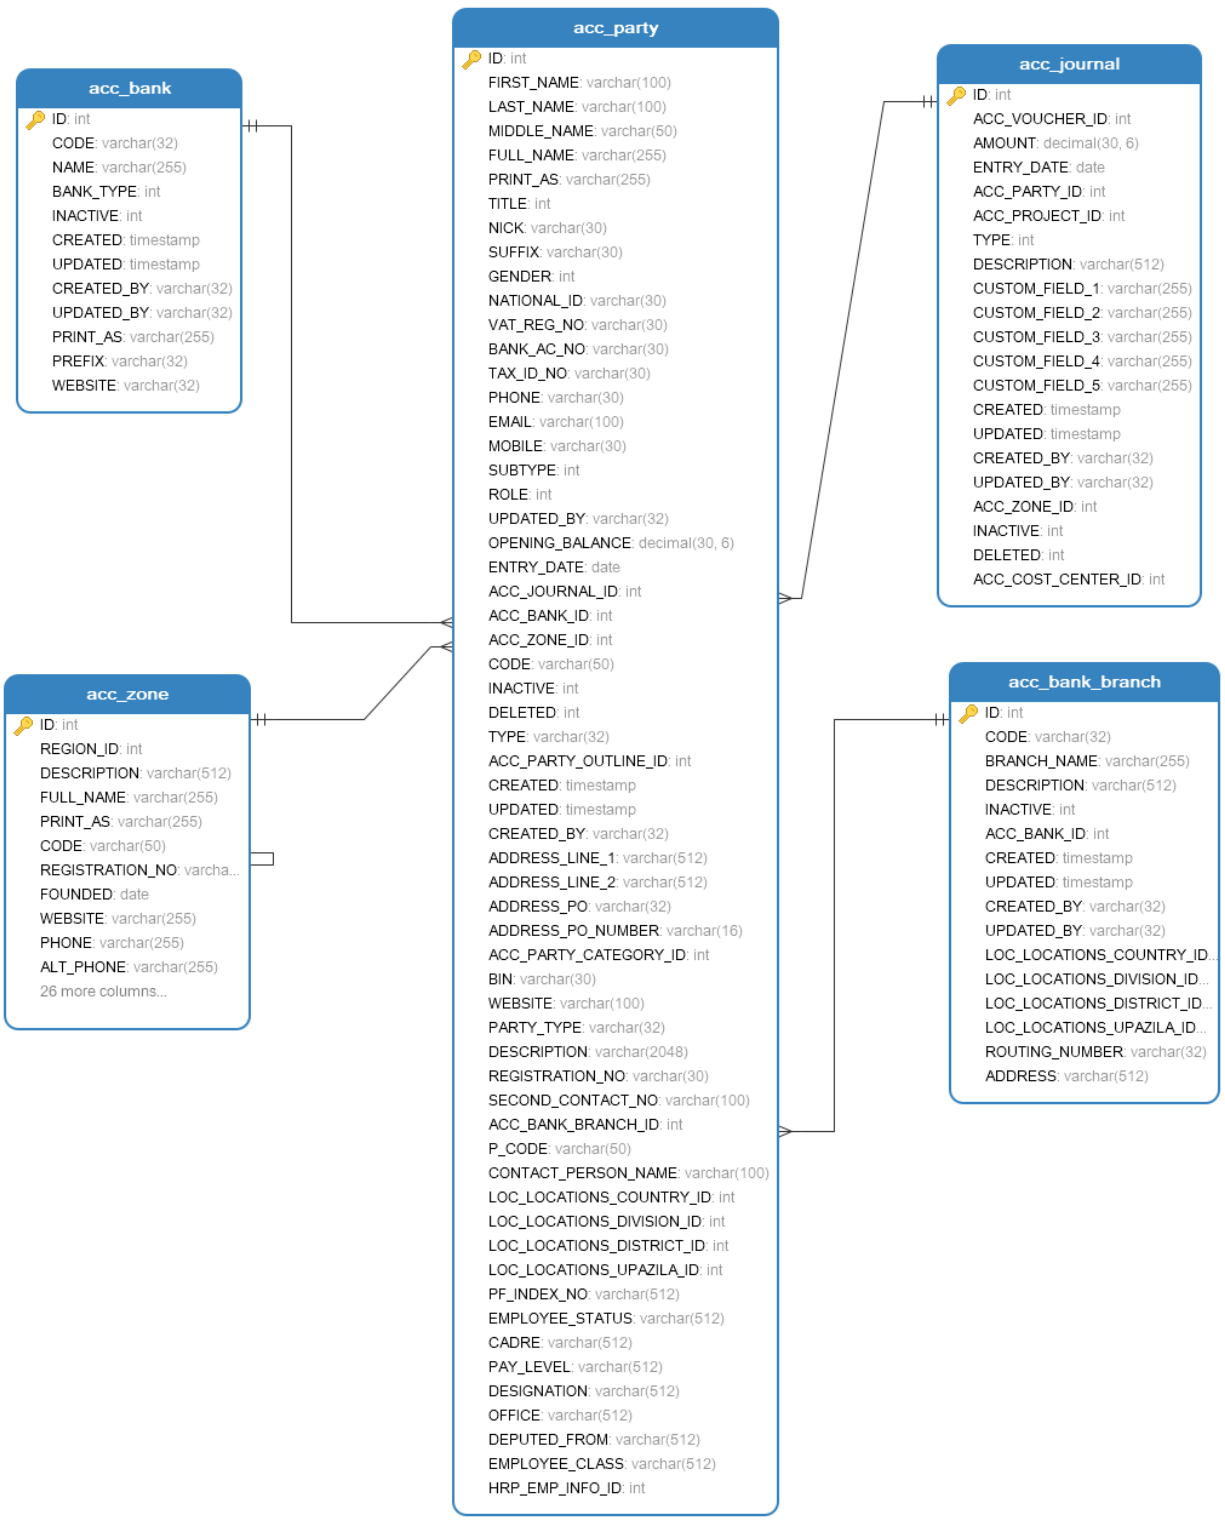 acc_party
ID: int
FIRST_NAME: varchar(100)
LAST_NAME: varchar(100)
MIDDLE_NAME: varchar(50)
FULL_NAME: varchar(255)
PRINT_AS: varchar(255)
TITLE: int
NICK: varchar(30)
SUFFIX: varchar(30)
GENDER: int
NATIONAL_ID: varchar(30)
VAT_REG_NO: varchar(30)
BANK_AC_NO: varchar(30)
TAX_ID_NO: varchar(30)
PHONE: varchar(30)
EMAIL: varchar(100)
MOBILE: varchar(30)
SUBTYPE: int
ROLE: int
UPDATED_BY: varchar(32)
OPENING_BALANCE: decimal(30, 6)
ENTRY_DATE: date
ACC_JOURNAL_ID: int
ACC_BANK_ID: int
ACC_ZONE_ID: int
CODE: varchar(50)
INACTIVE: int
DELETED: int
TYPE: varchar(32)
ACC_PARTY_OUTLINE_ID: int
CREATED: timestamp
UPDATED: timestamp
CREATED_BY: varchar(32)
ADDRESS_LINE_1: varchar(512)
ADDRESS_LINE_2: varchar(512)
ADDRESS_PO: varchar(32)
ADDRESS_PO_NUMBER: varchar(16)
ACC_PARTY_CATEGORY_ID: int
BIN: varchar(30)
WEBSITE: varchar(100)
PARTY_TYPE: varchar(32)
DESCRIPTION: varchar(2048)
REGISTRATION_NO: varchar(30)
SECOND_CONTACT_NO: varchar(100)
ACC_BANK_BRANCH_ID: int
P_CODE: varchar(50)
CONTACT_PERSON_NAME: varchar(100)
LOC_LOCATIONS_COUNTRY_ID: int
LOC_LOCATIONS_DIVISION_ID: int
LOC_LOCATIONS_DISTRICT_ID: int
LOC_LOCATIONS_UPAZILA_ID: int
PF_INDEX_NO: varchar(512)
EMPLOYEE_STATUS: varchar(512)
CADRE: varchar(512)
PAY_LEVEL: varchar(512)
DESIGNATION: varchar(512)
OFFICE: varchar(512)
DEPUTED_FROM: varchar(512)
EMPLOYEE_CLASS: varchar(512)
HRP_EMP_INFO_ID: int
acc_bank
ID: int
CODE: varchar(32)
NAME: varchar(255)
BANK_TYPE: int
INACTIVE: int
CREATED: timestamp
UPDATED: timestamp
CREATED_BY: varchar(32)
UPDATED_BY: varchar(32)
PRINT_AS: varchar(255)
PREFIX: varchar(32)
WEBSITE: varchar(32)
acc_zone
ID: int
REGION_ID: int
DESCRIPTION: varchar(512)
FULL_NAME: varchar(255)
PRINT_AS: varchar(255)
CODE: varchar(50)
REGISTRATION_NO: varcha...
FOUNDED: date
WEBSITE: varchar(255)
PHONE: varchar(255)
ALT_PHONE: varchar(255)
26 more columns...
acc_journal
ID: int
ACC_VOUCHER_ID: int
AMOUNT: decimal(30, 6)
ENTRY_DATE: date
ACC_PARTY_ID: int
ACC_PROJECT_ID: int
TYPE: int
DESCRIPTION: varchar(512)
CUSTOM_FIELD_1: varchar(255)
CUSTOM_FIELD_2: varchar(255)
CUSTOM_FIELD_3: varchar(255)
CUSTOM_FIELD_4: varchar(255)
CUSTOM_FIELD_5: varchar(255)
CREATED: timestamp
UPDATED: timestamp
CREATED_BY: varchar(32)
UPDATED_BY: varchar(32)
ACC_ZONE_ID: int
INACTIVE: int
DELETED: int
ACC_COST_CENTER_ID: int
acc_bank_branch
ID: int
CODE: varchar(32)
BRANCH_NAME: varchar(255)
DESCRIPTION: varchar(512)
INACTIVE: int
ACC_BANK_ID: int
CREATED: timestamp
UPDATED: timestamp
CREATED_BY: varchar(32)
UPDATED_BY: varchar(32)
LOC_LOCATIONS_COUNTRY_ID...
LOC_LOCATIONS_DIVISION_ID...
LOC_LOCATIONS_DISTRICT_ID...
LOC_LOCATIONS_UPAZILA_ID...
ROUTING_NUMBER: varchar(32)
ADDRESS: varchar(512)